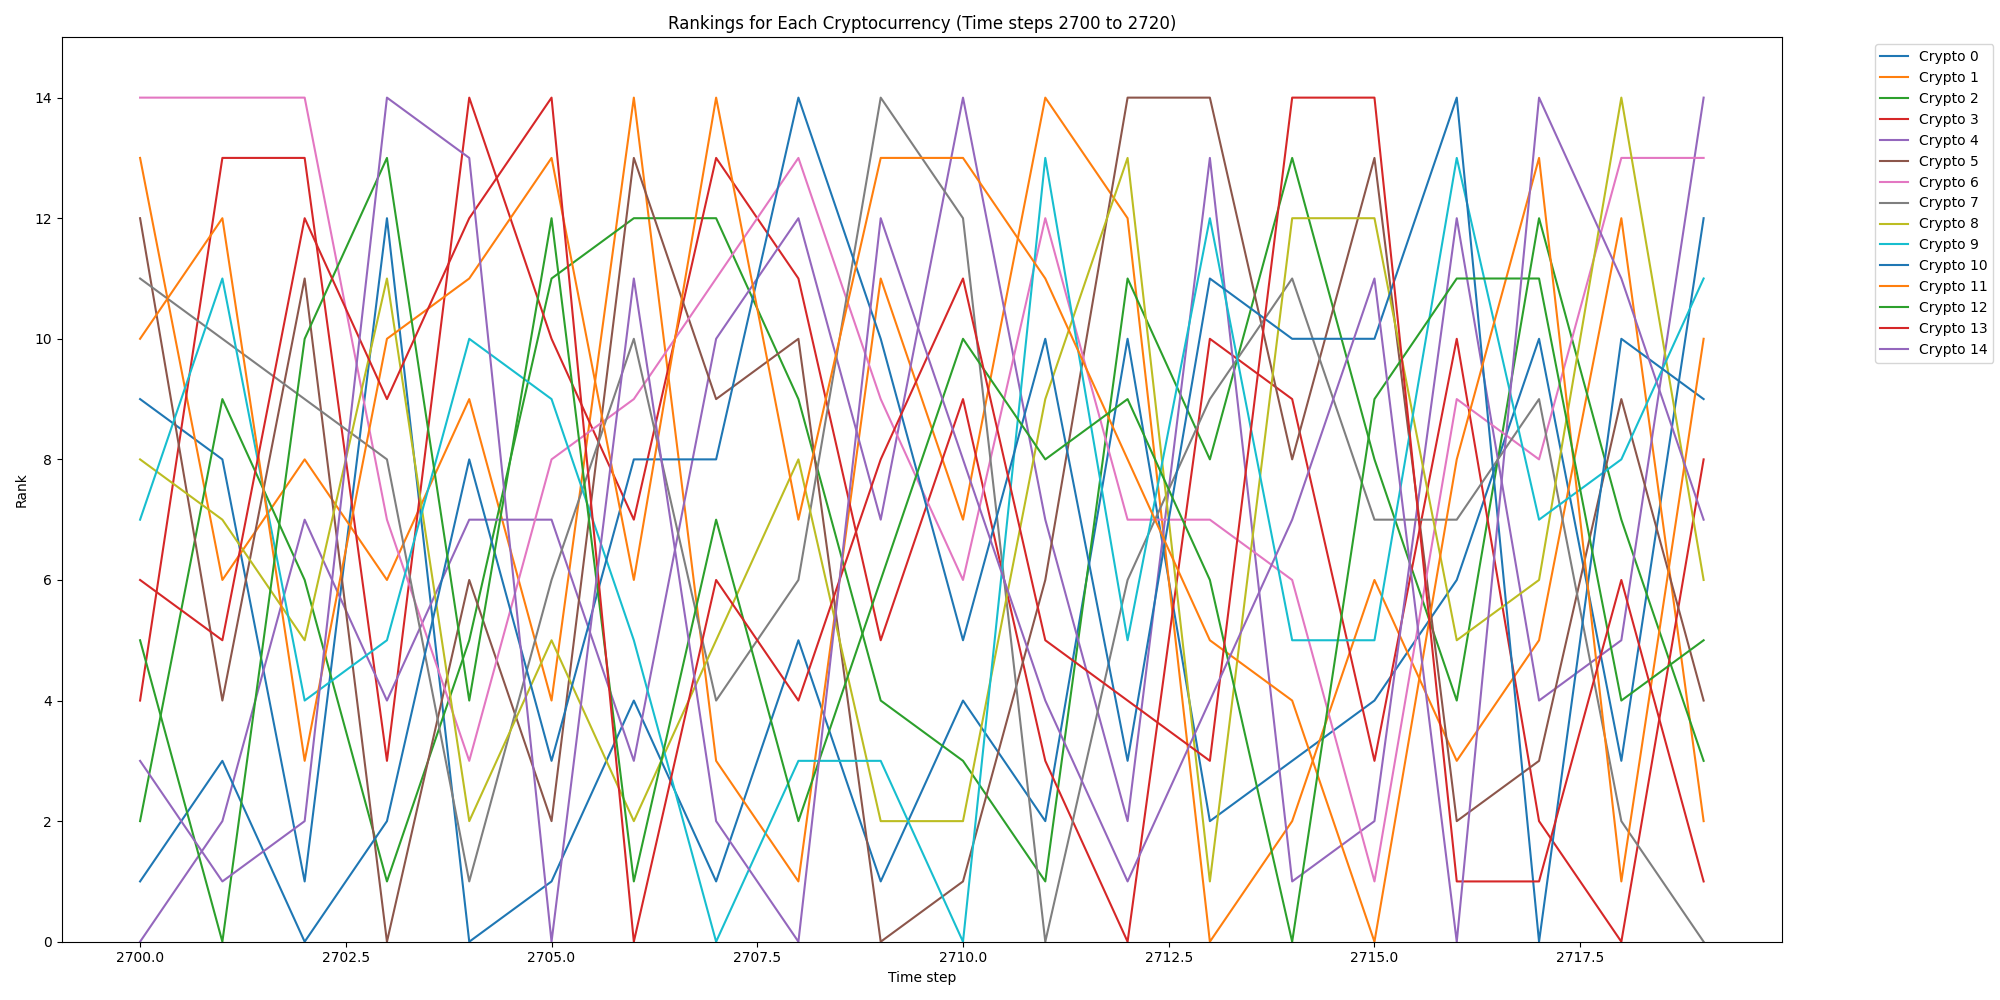 Rankings for Each Cryptocurrency (Time steps 2700 to 2720)
14
12
10
8
6
4
2
0
Rank
2700.0 2702.5 2705.0 2707.5 2710.0 2712.5 2715.0 2717.5
Time step
Crypto 0
Crypto 1
Crypto 2
Crypto 3
Crypto 4
Crypto 5
Crypto 6
Crypto 7
Crypto 8
Crypto 9
Crypto 10
Crypto 11
Crypto 12
Crypto 13
Crypto 14